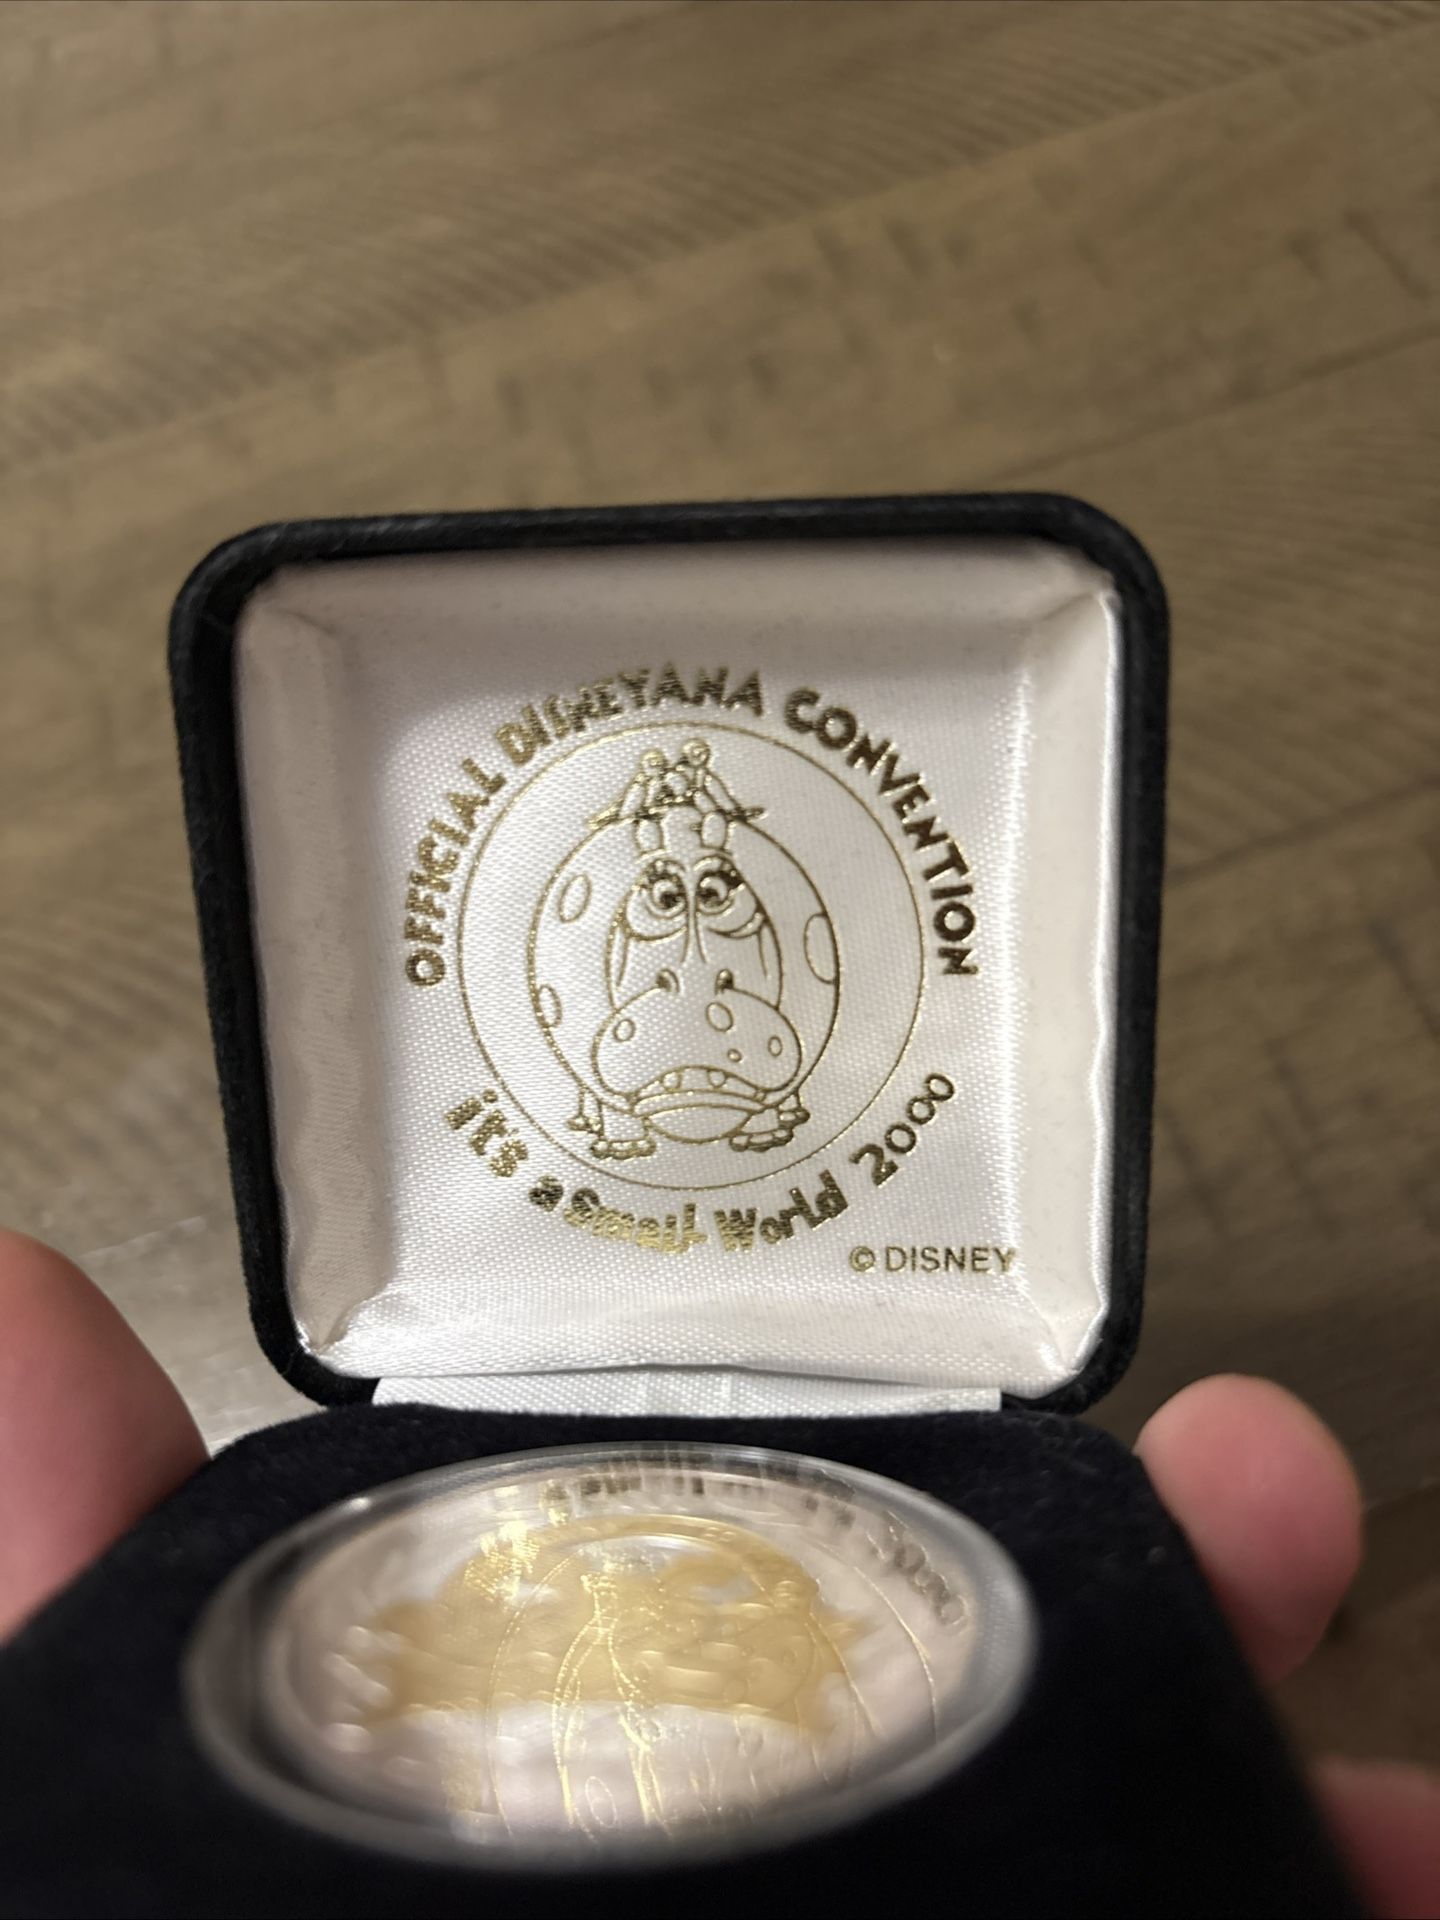 OFFICIAL DISNEYANA CONVENTION
it's a Small World 2000
© DISNEY